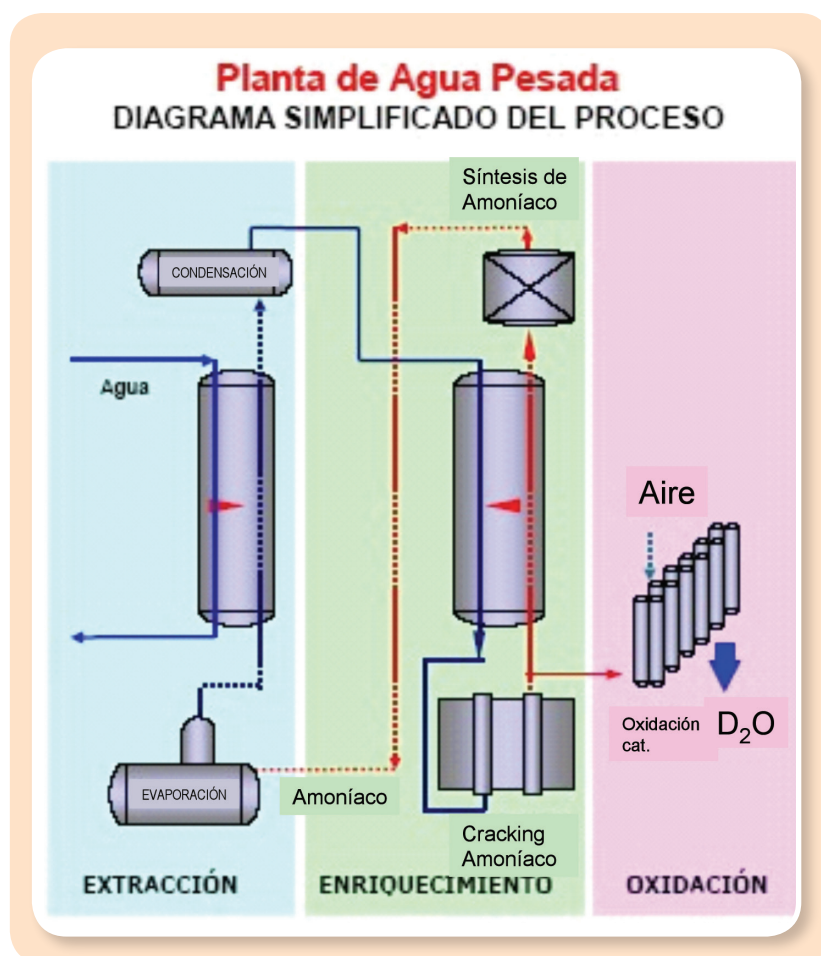 Planta de Agua Pesada
DIAGRAMA SIMPLIFICADO DEL PROCESO
Síntesis de
Amoníaco
CONDENSACIÓN
Agua
Aire
Oxidación
cat.
D₂O
EVAPORACIÓN
Amoníaco
Cracking
Amoníaco
EXTRACCIÓN
ENRIQUECIMIENTO
OXIDACIÓN